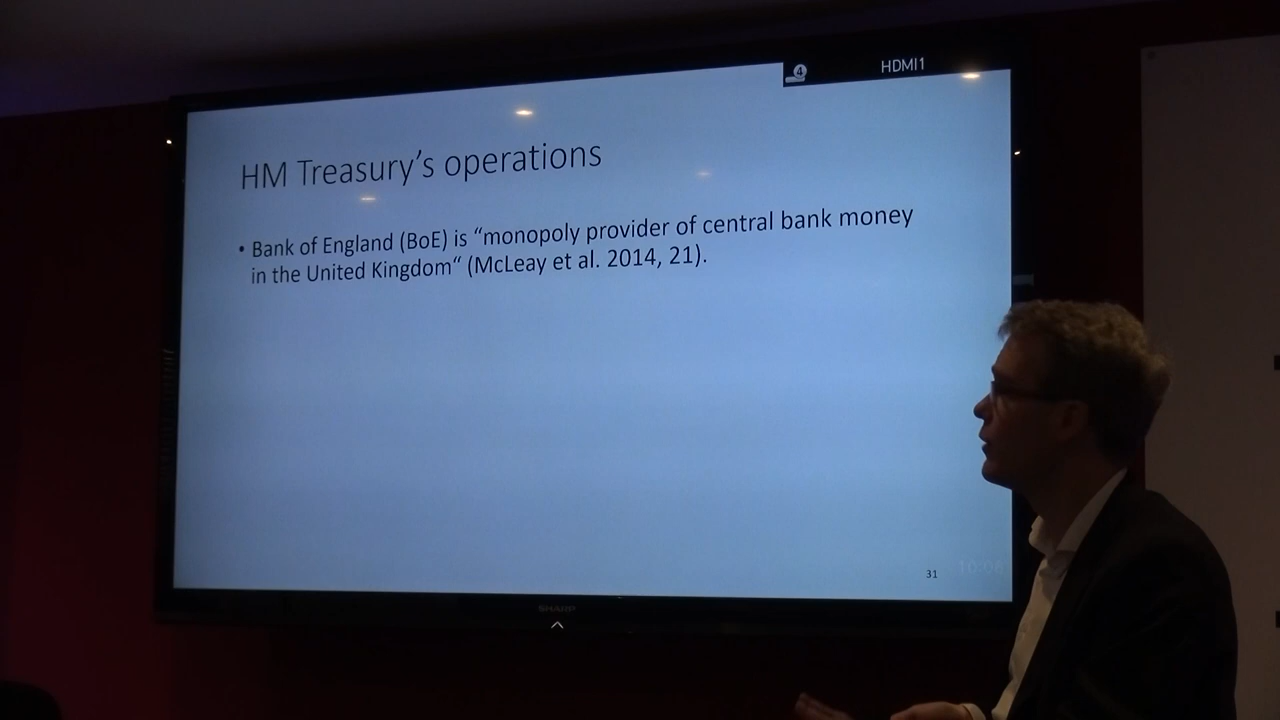 4
HDMI1
HM Treasury’s operations
• Bank of England (BoE) is “monopoly provider of central bank money
in the United Kingdom“ (McLeay et al. 2014, 21).
31
SHARP